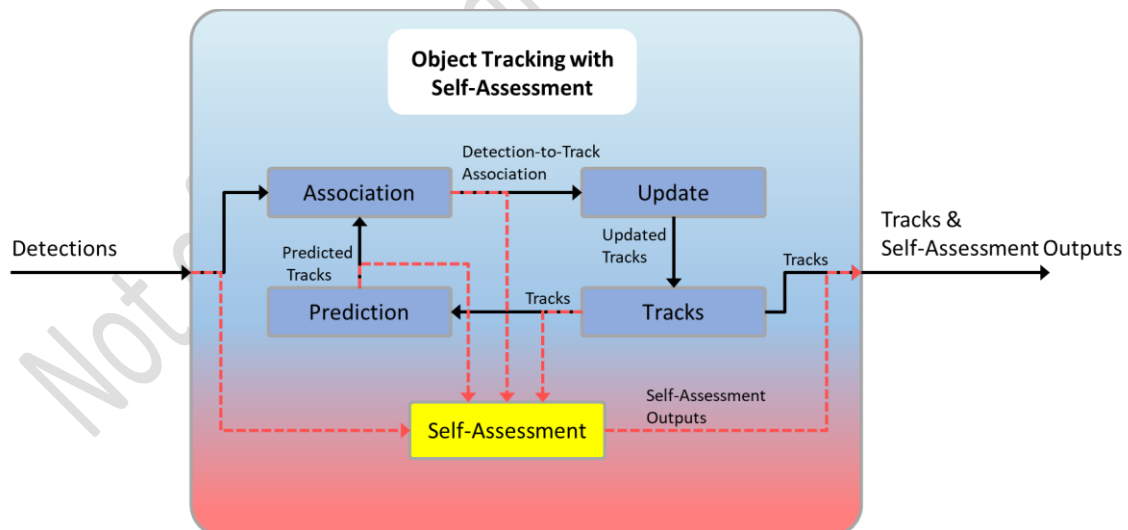 Object Tracking with
Self-Assessment
Detection-to-Track
Association
Association
Update
Detections
Predicted
Tracks
Updated
Tracks
Tracks
Tracks &
Self-Assessment Outputs
Prediction
Tracks
Tracks
Self-Assessment
Outputs
Self-Assessment
Not